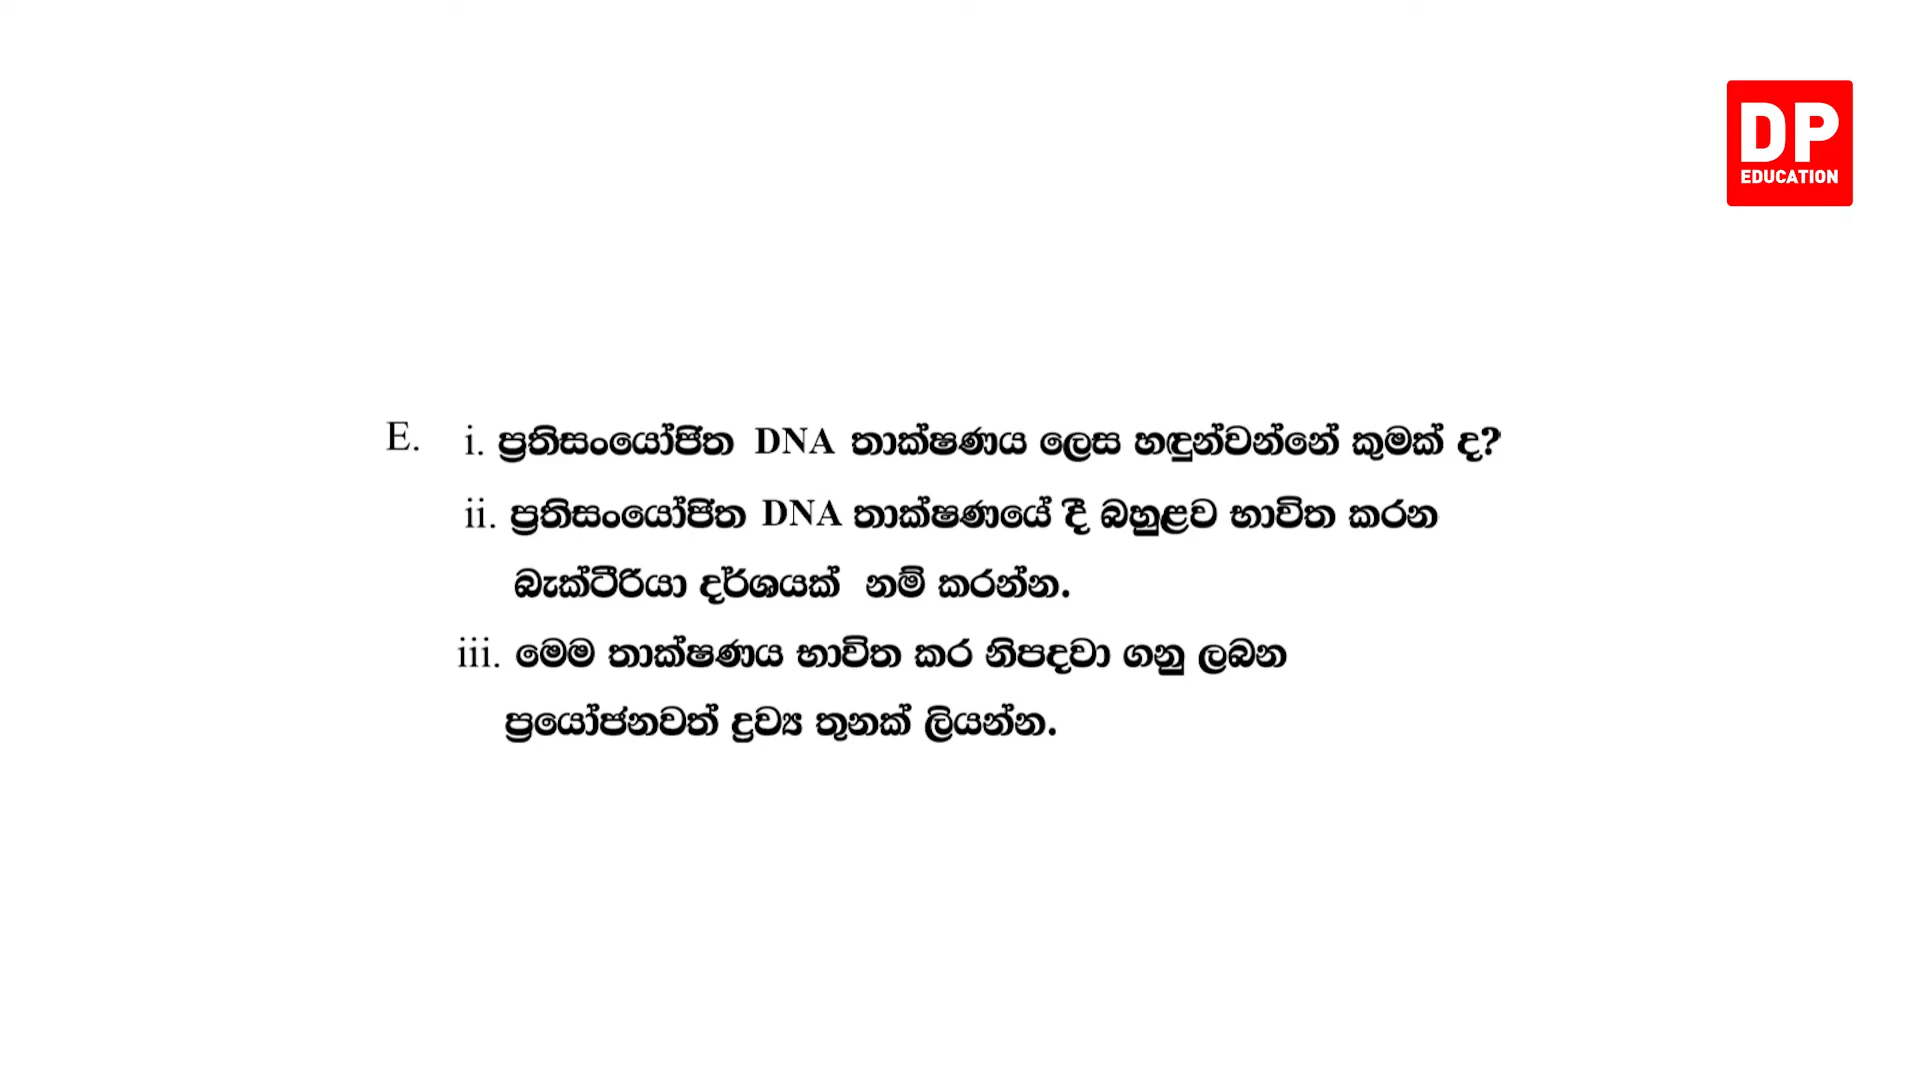 DP
EDUCATION
E. i. ප්‍රතිසංයෝජිත DNA තාක්ෂණය ලෙස හඳුන්වන්නේ කුමක් ද?
ii. ප්‍රතිසංයෝජිත DNA තාක්ෂණයේ දී බහුළව භාවිත කරන
බැක්ටීරියා දර්ශයක් නම් කරන්න.
iii. මෙම තාක්ෂණය භාවිත කර නිපදවා ගනු ලබන
ප්‍රයෝජනවත් ද්‍රව්‍ය තුනක් ලියන්න.